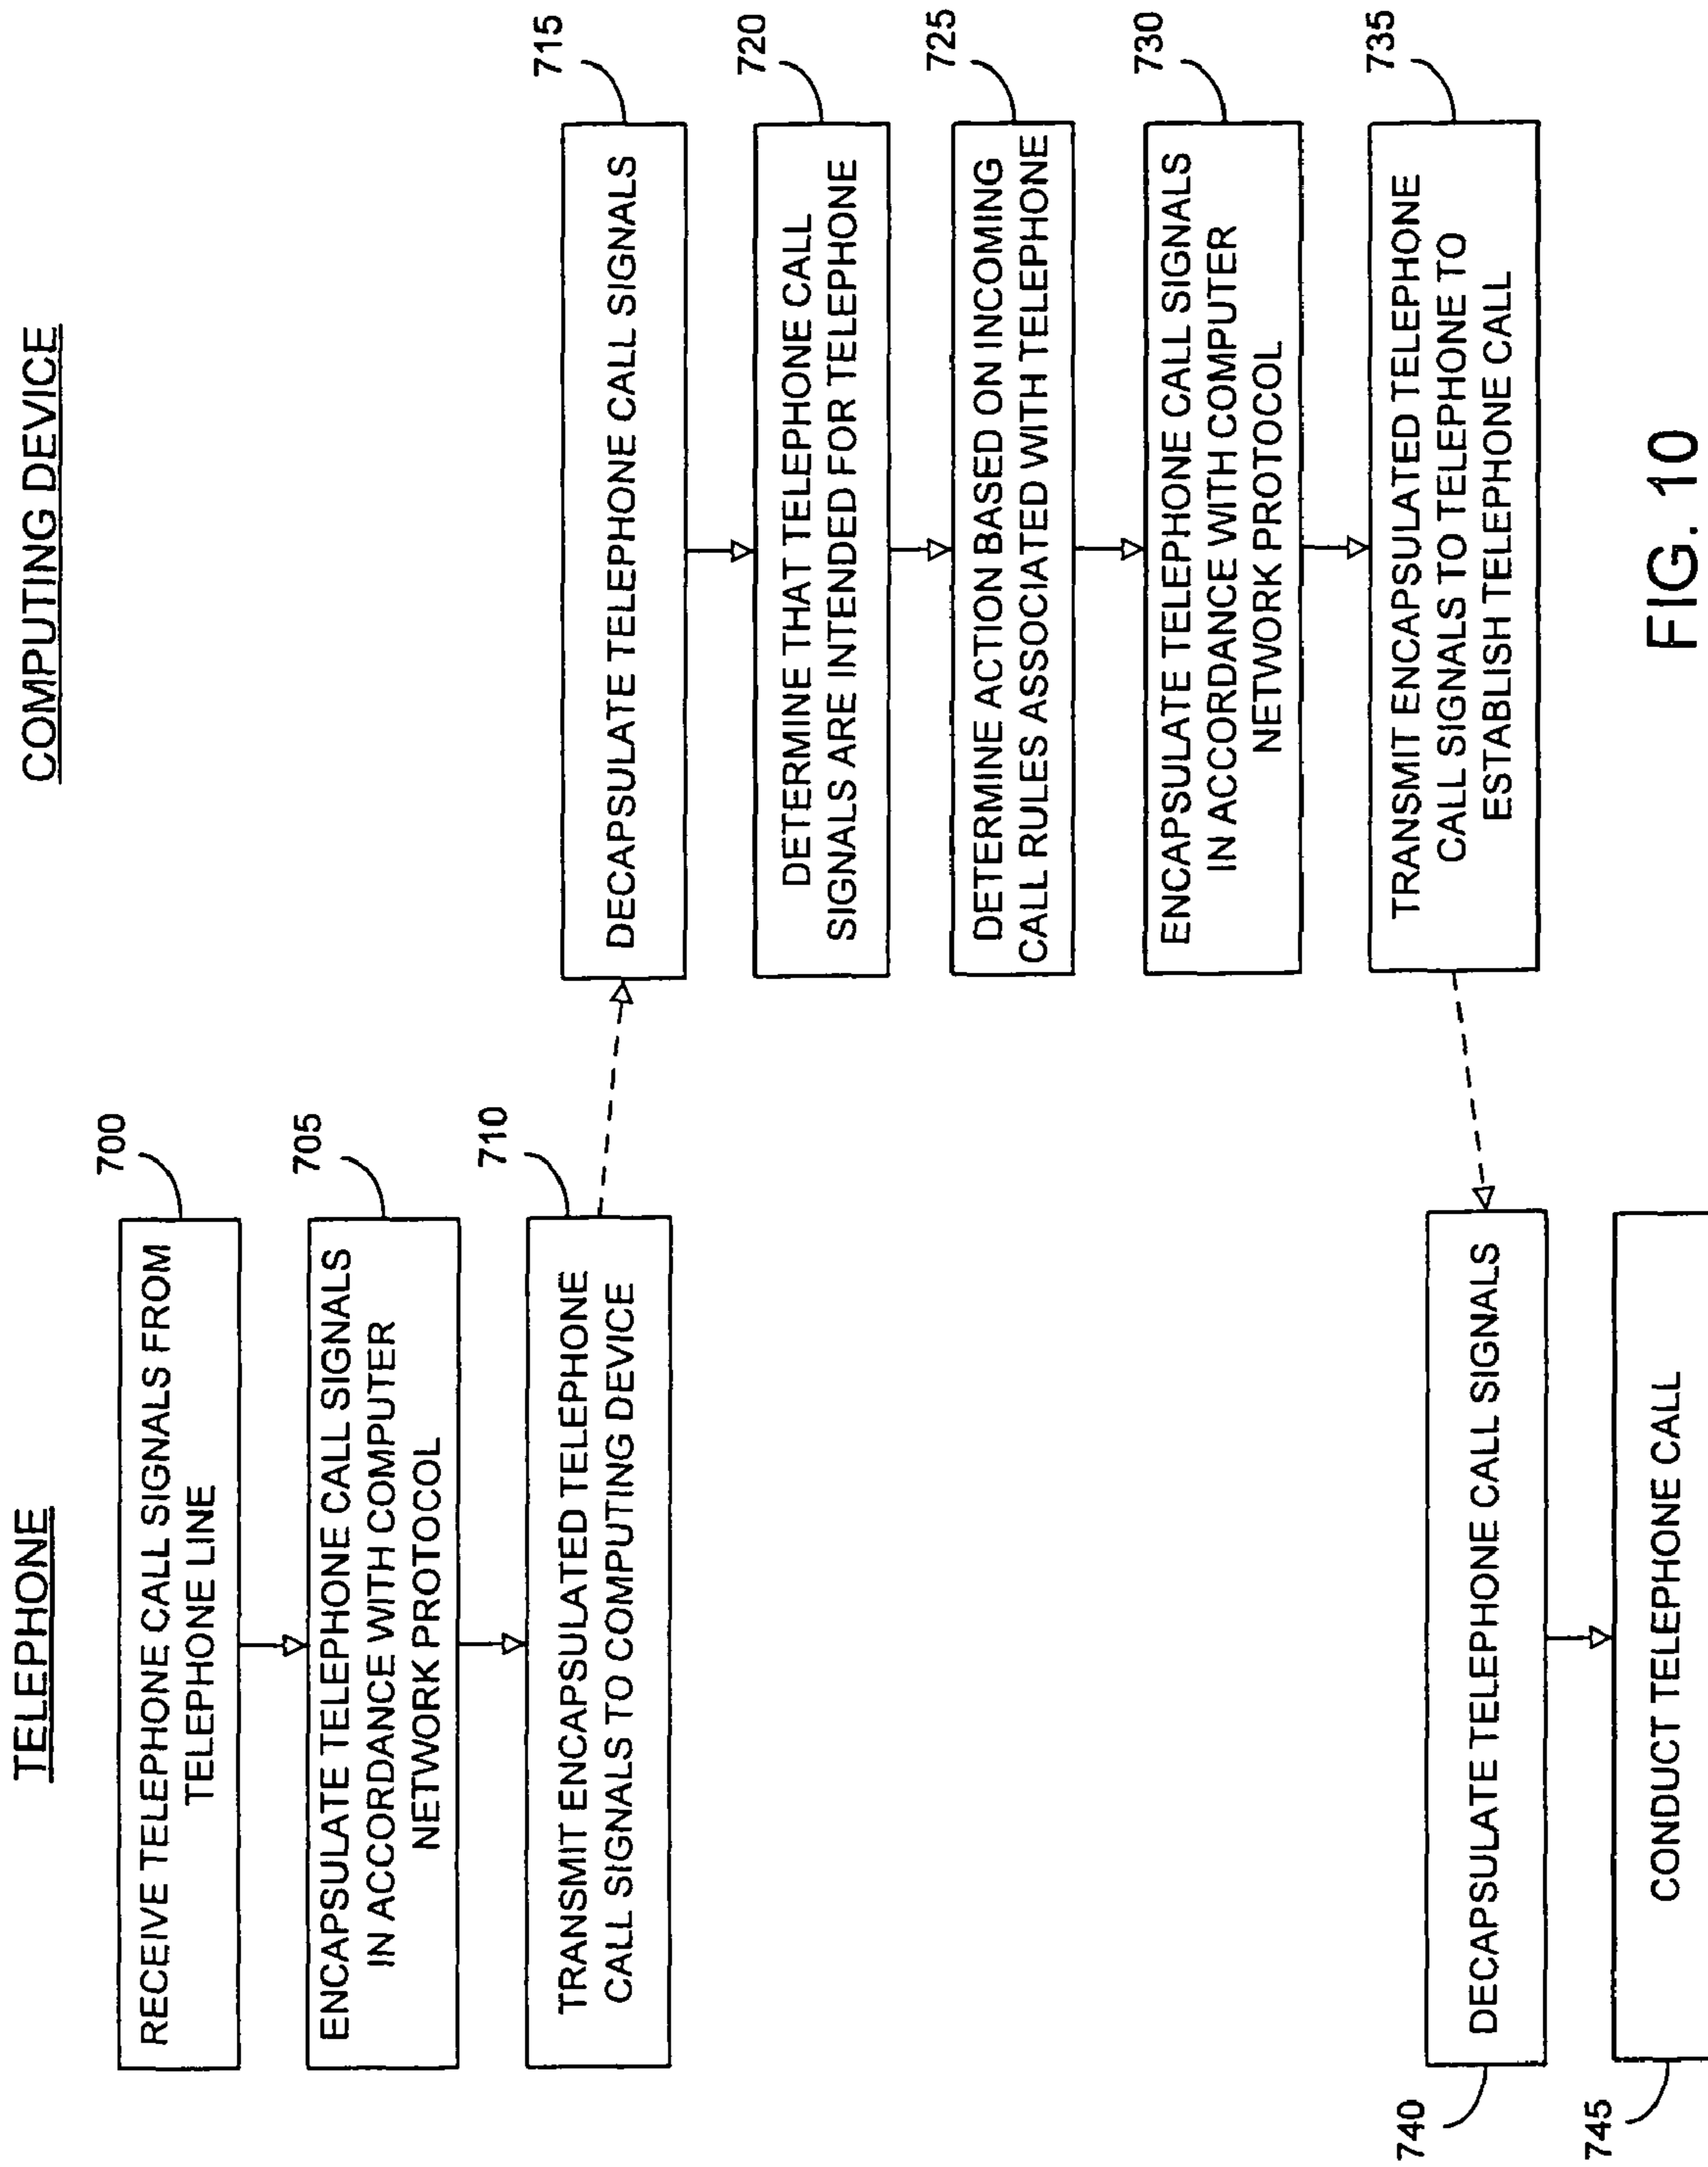 TELEPHONE
COMPUTING DEVICE
700
RECEIVE TELEPHONE CALL SIGNALS FROM
TELEPHONE LINE
705
ENCAPSULATE TELEPHONE CALL SIGNALS
IN ACCORDANCE WITH COMPUTER
NETWORK PROTOCOL
710
TRANSMIT ENCAPSULATED TELEPHONE
CALL SIGNALS TO COMPUTING DEVICE
715
DECAPSULATE TELEPHONE CALL SIGNALS
720
DETERMINE THAT TELEPHONE CALL
SIGNALS ARE INTENDED FOR TELEPHONE
725
DETERMINE ACTION BASED ON INCOMING
CALL RULES ASSOCIATED WITH TELEPHONE
730
ENCAPSULATE TELEPHONE CALL SIGNALS
IN ACCORDANCE WITH COMPUTER
NETWORK PROTOCOL
735
TRANSMIT ENCAPSULATED TELEPHONE
CALL SIGNALS TO TELEPHONE TO
ESTABLISH TELEPHONE CALL
740
DECAPSULATE TELEPHONE CALL SIGNALS
745
CONDUCT TELEPHONE CALL
FIG. 10